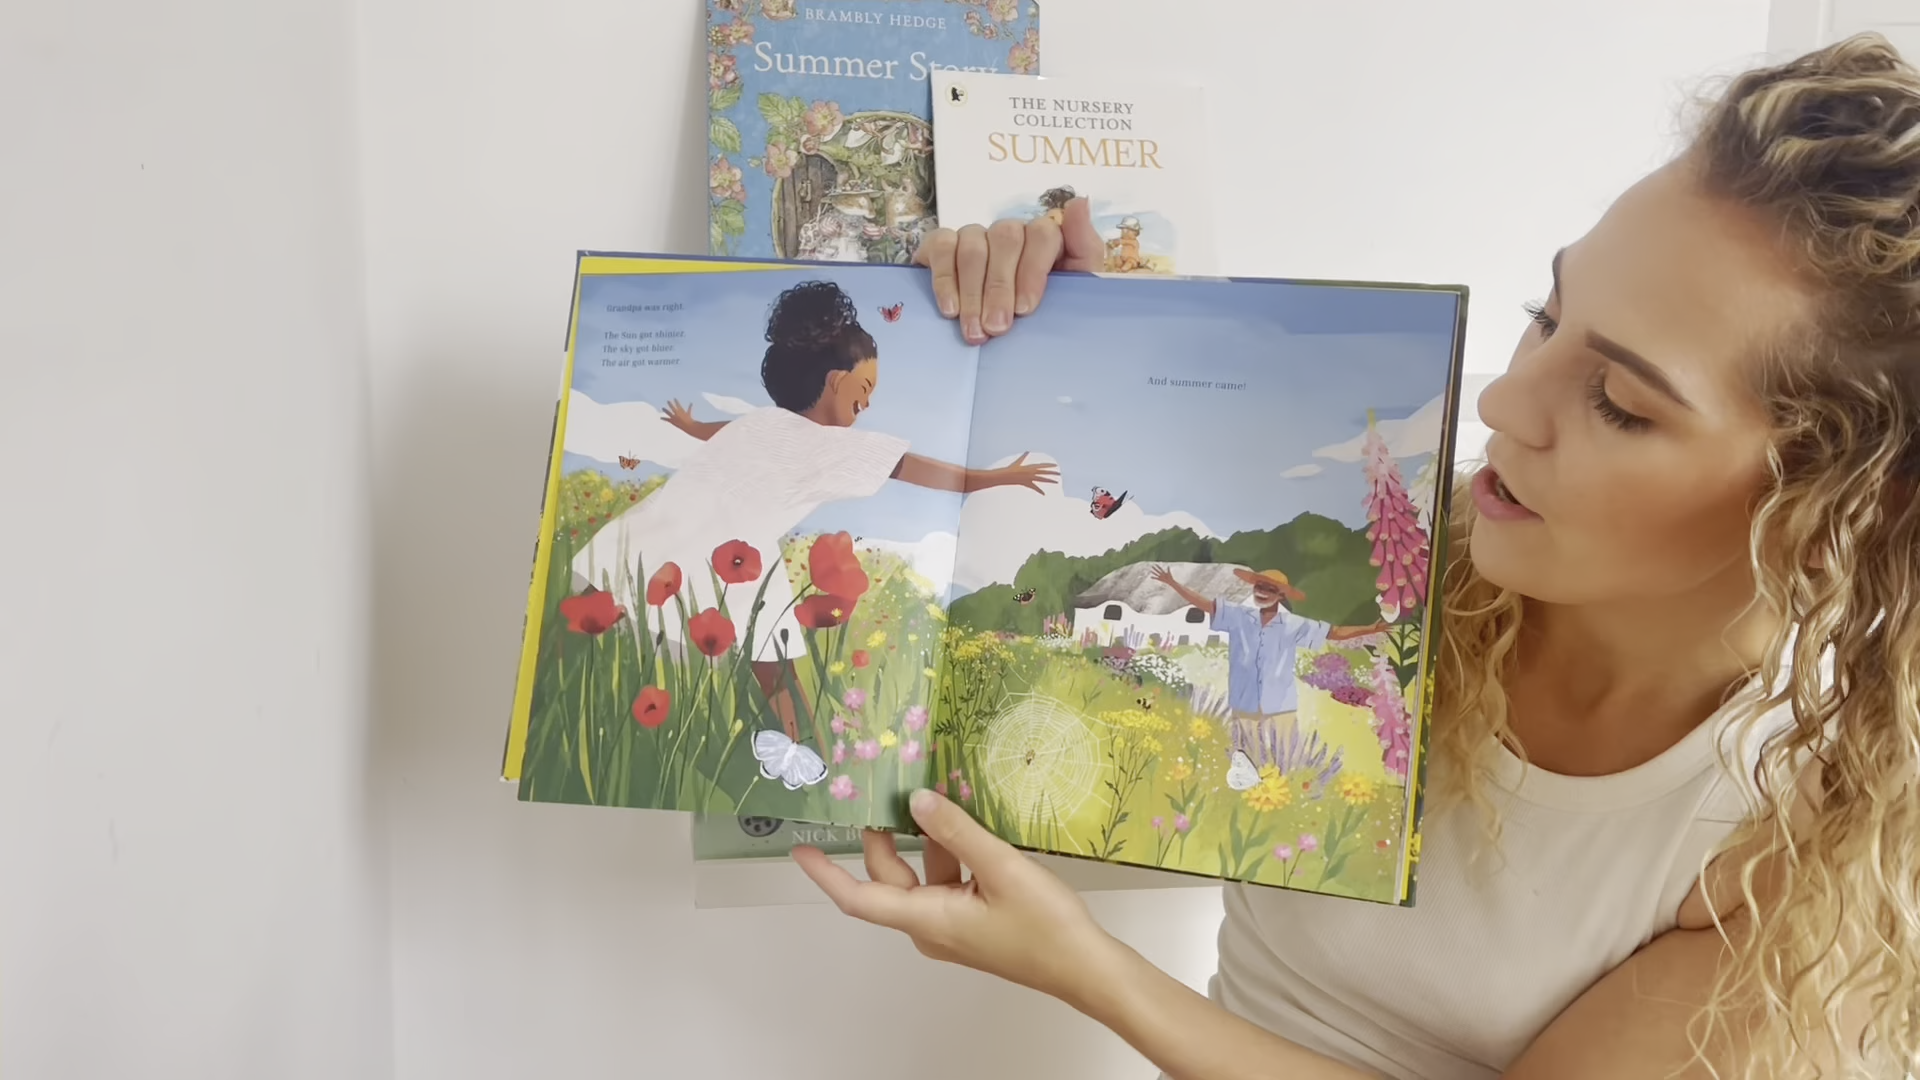 BRAMBLY HEDGE
Summer Story
THE NURSERY
COLLECTION
SUMMER
Grandpa was right.
The Sun got shinier.
The sky got bluer.
The air got warmer.
And summer came!
NICK